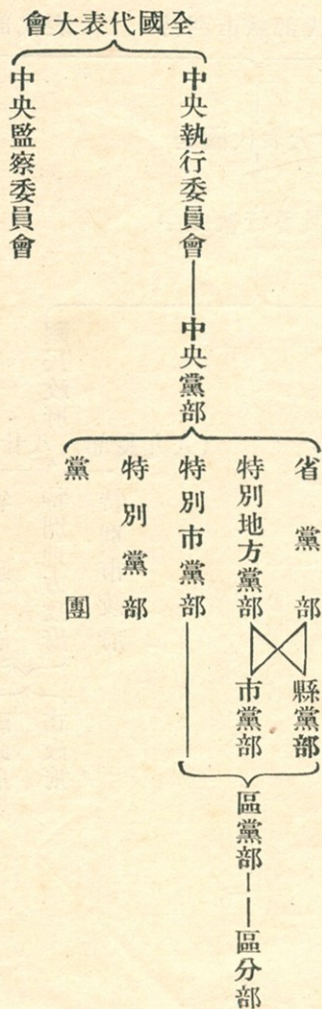 全國代表大會
中央執行委員會
中央監察委員會
中央黨部
省黨部
特別地方黨部
特別市黨部
特別黨部
黨團
縣黨部
市黨部
區黨部
區分部